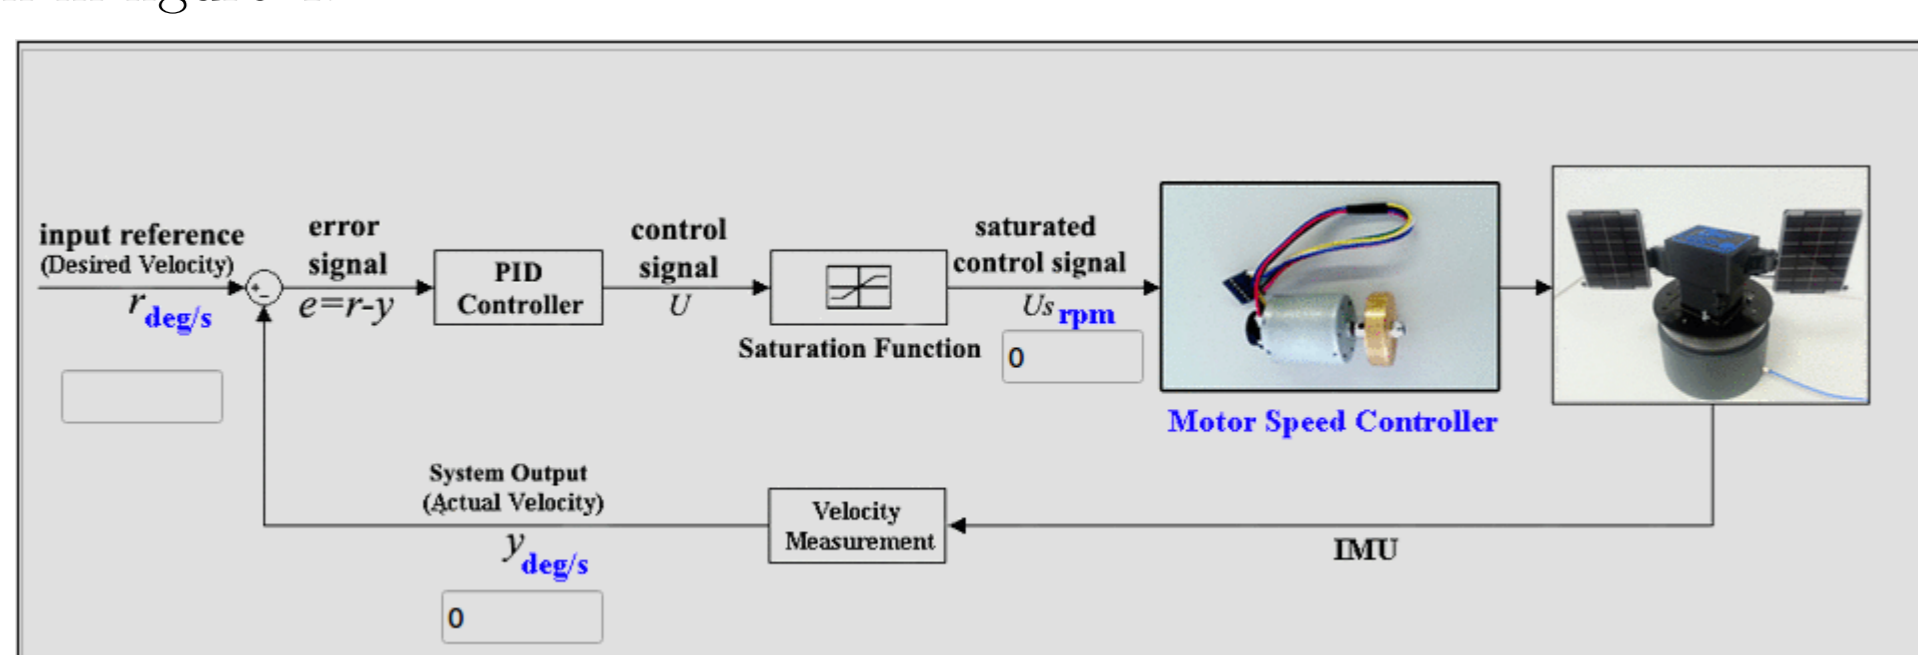 input reference
(Desired Velocity)
r deg/s
error
signal
e=r-y
PID
Controller
control
signal
U
Saturation Function
saturated
control signal
Us rpm
0
Motor Speed Controller
System Output
(Actual Velocity)
y deg/s
0
Velocity
Measurement
IMU